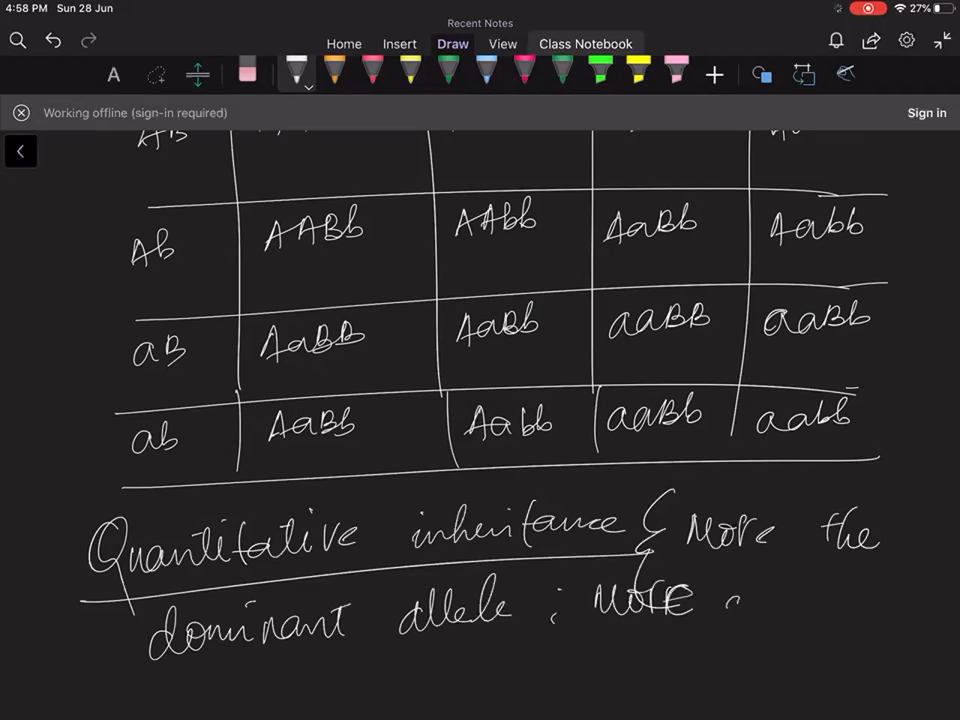 4:58 PM Sun 28 Jun 27%
Recent Notes
Home Insert Draw View Class Notebook
Working offline (sign-in required) Sign in
AB
Ab AABb AAbb AaBb Aabb
aB AaBB AaBb aaBB aaBb
ab AaBb Aabb aaBb aabb
Quantitative inheritance { More the
dominant allele ; more